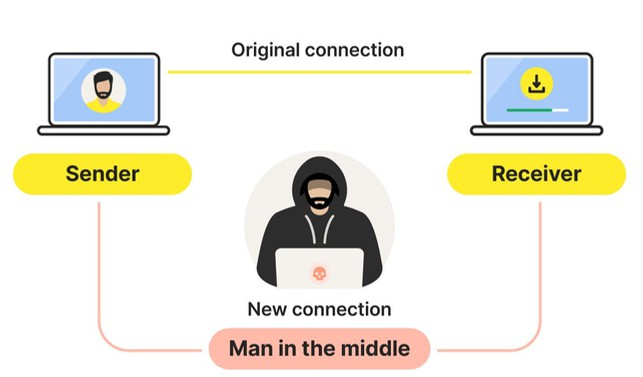 Original connection
Sender
Receiver
New connection
Man in the middle